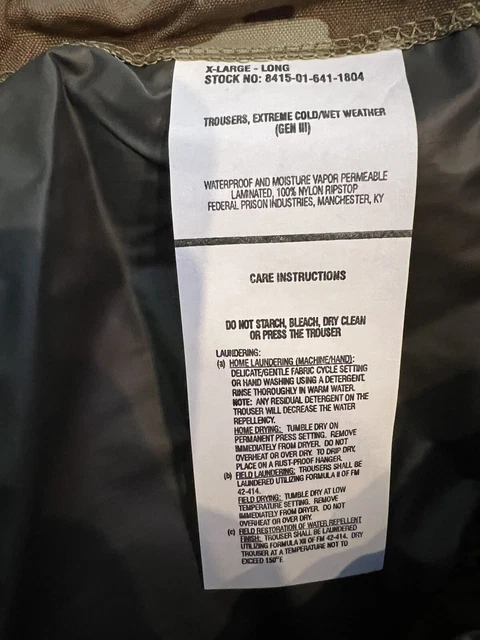 X-LARGE - LONG
STOCK NO: 8415-01-641-1804
TROUSERS, EXTREME COLD/WET WEATHER
(GEN III)
WATERPROOF AND MOISTURE VAPOR PERMEABLE
LAMINATED, 100% NYLON RIPSTOP
FEDERAL PRISON INDUSTRIES, MANCHESTER, KY
CARE INSTRUCTIONS
DO NOT STARCH, BLEACH, DRY CLEAN
OR PRESS THE TROUSER
LAUNDERING:
(a) HOME LAUNDERING (MACHINE/HAND):
DELICATE/GENTLE FABRIC CYCLE SETTING
OR HAND WASHING USING A DETERGENT.
RINSE THOROUGHLY IN WARM WATER.
NOTE: ANY RESIDUAL DETERGENT ON THE
TROUSER WILL DECREASE THE WATER
REPELLENCY.
HOME DRYING: TUMBLE DRY ON
PERMANENT PRESS SETTING. REMOVE
IMMEDIATELY FROM DRYER. DO NOT
OVERHEAT OR OVER DRY. TO DRIP DRY,
PLACE ON A RUST-PROOF HANGER.
(b) FIELD LAUNDERING: TROUSERS SHALL BE
LAUNDERED UTILIZING FORMULA II OF FM
42-414.
FIELD DRYING: TUMBLE DRY AT LOW
TEMPERATURE SETTING. REMOVE
IMMEDIATELY FROM DRYER. DO NOT
OVERHEAT OR OVER DRY.
(c) FIELD RESTORATION OF WATER REPELLENT
FINISH: TROUSER SHALL BE LAUNDERED
UTILIZING FORMULA XII OF FM 42-414. DRY
TROUSER AT A TEMPERATURE NOT TO
EXCEED 150°F.